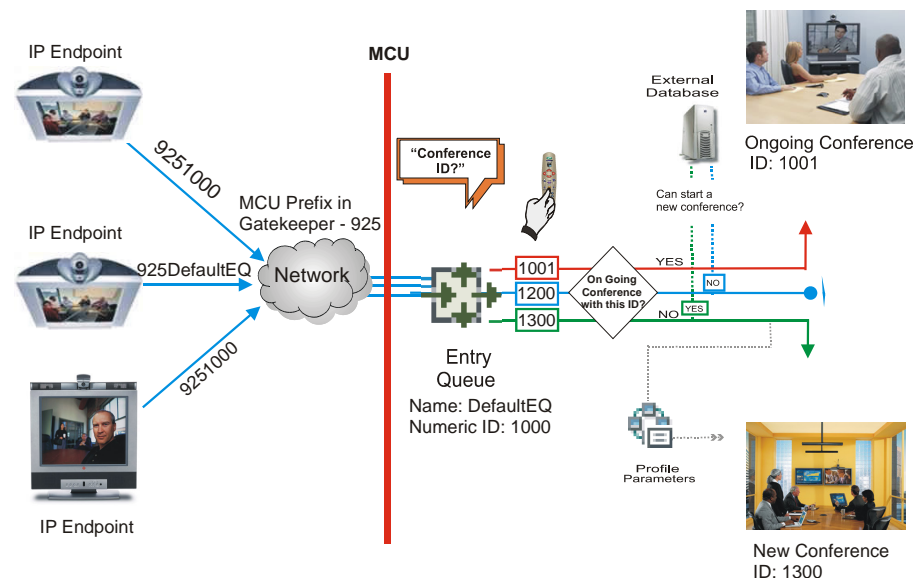 IP Endpoint
9251000
IP Endpoint
925DefaultEQ
9251000
IP Endpoint
MCU Prefix in
Gatekeeper - 925
Network
MCU
“Conference
ID?”
Entry
Queue
Name: DefaultEQ
Numeric ID: 1000
1001
1200
1300
On Going
Conference
with this ID?
YES
NO
External
Database
Can start a
new conference?
NO
YES
Profile
Parameters
Ongoing Conference
ID: 1001
New Conference
ID: 1300